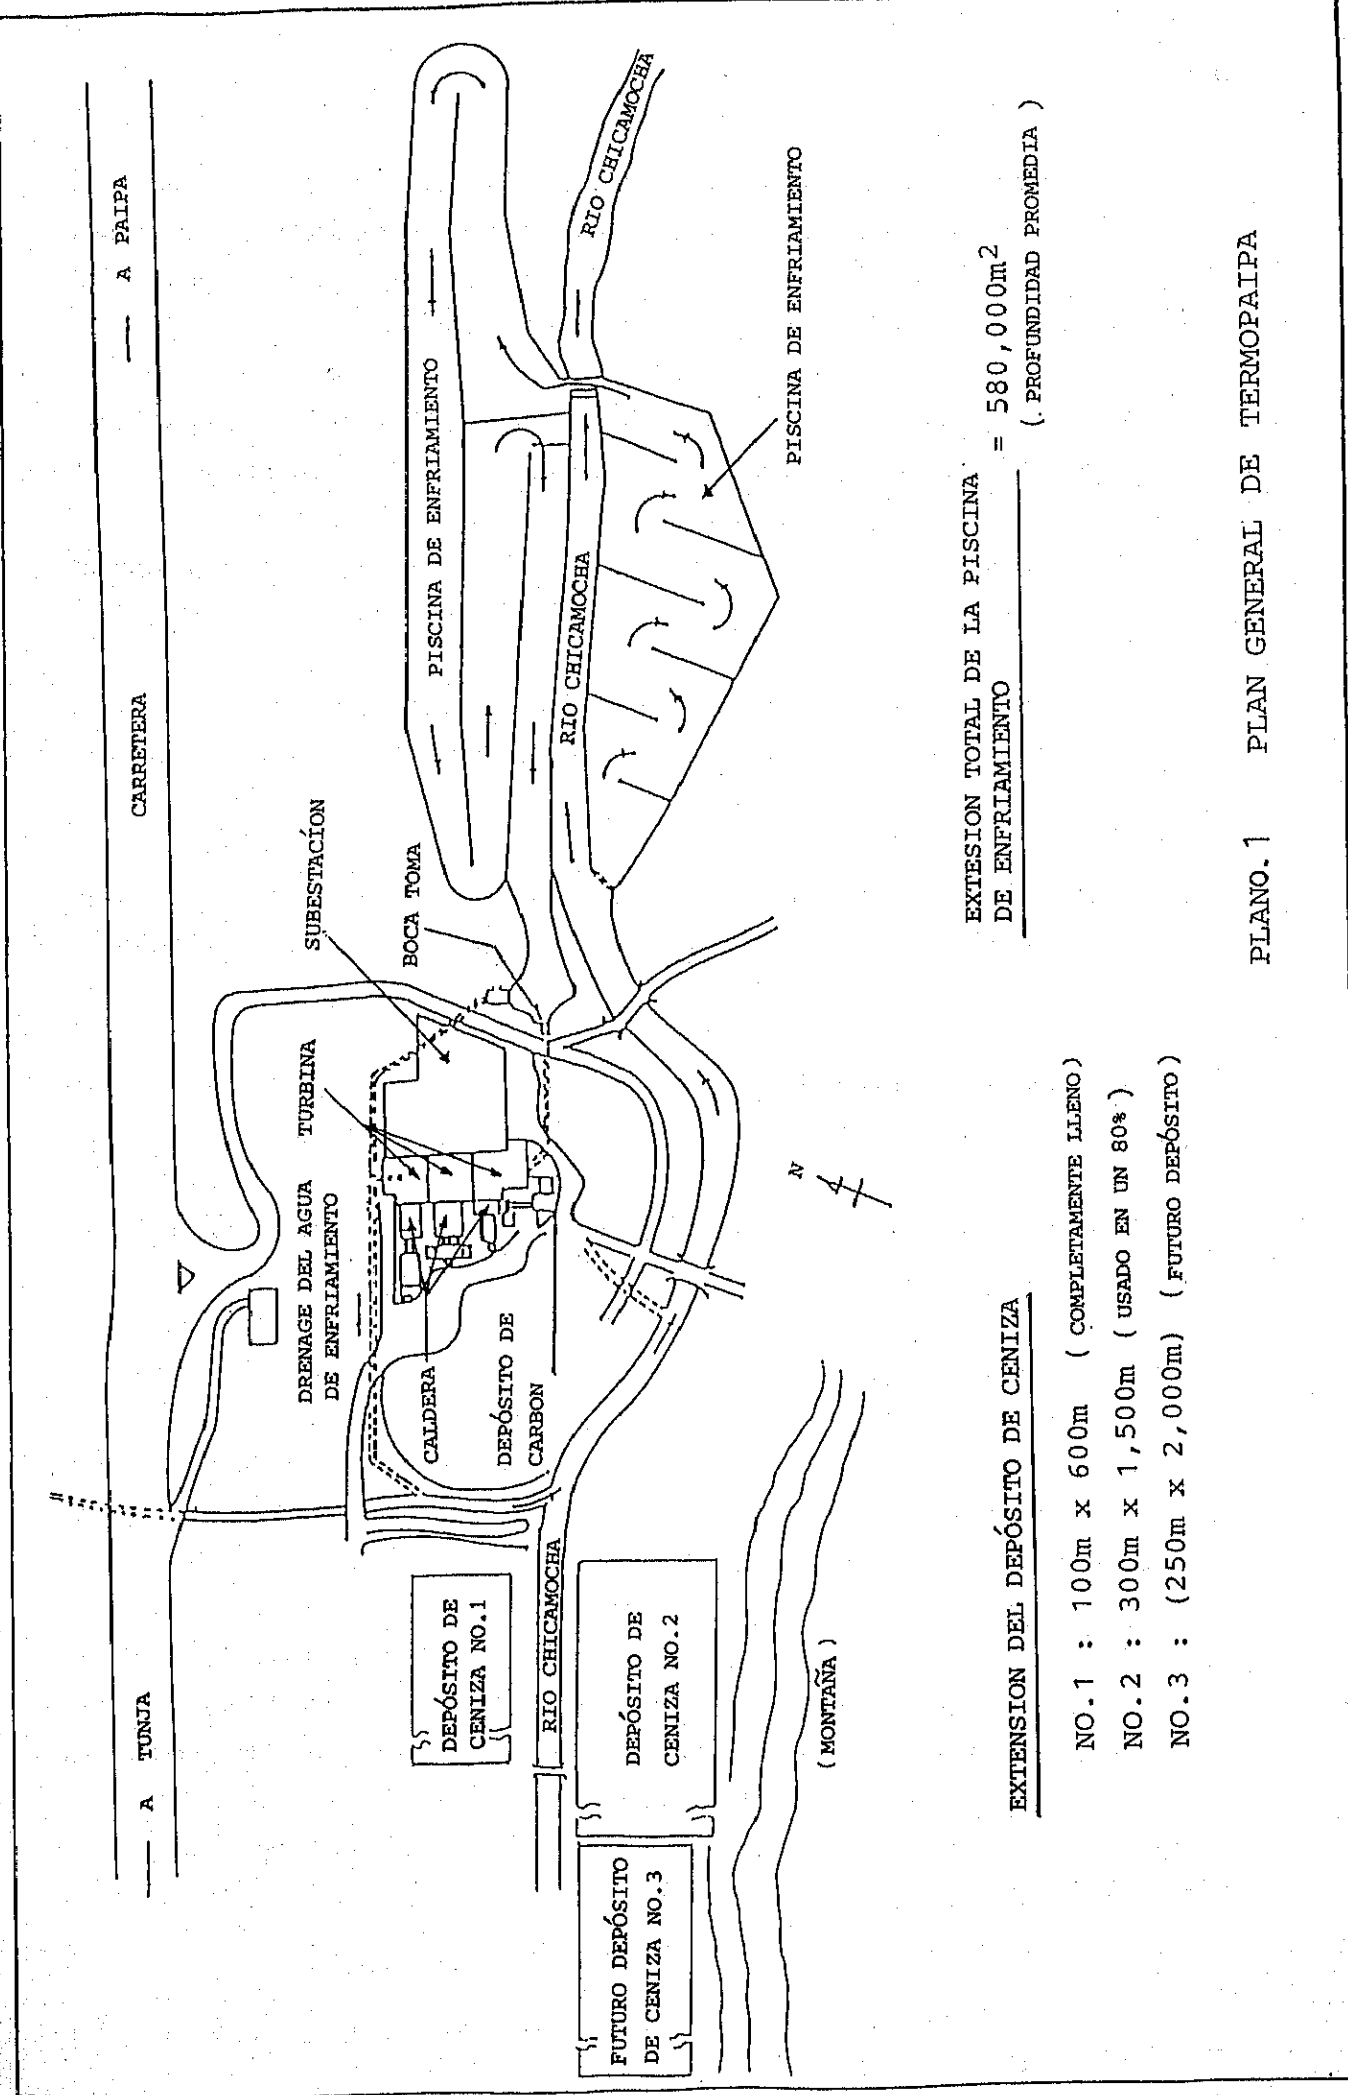 A TUNJA
CARRETERA
A PAIPA
SUBESTACÍON
DRENAGE DEL AGUA
DE ENFRIAMIENTO
TURBINA
BOCA TOMA
PISCINA DE ENFRIAMIENTO
CALDERA
DEPÓSITO DE
CARBON
DEPÓSITO DE
CENIZA NO.1
RIO CHICAMOCHA
RIO CHICAMOCHA
RIO CHICAMOCHA
FUTURO DEPÓSITO
DE CENIZA NO.3
DEPÓSITO DE
CENIZA NO.2
(MONTAÑA)
N
PISCINA DE ENFRIAMIENTO
EXTESION TOTAL DE LA PISCINA
DE ENFRIAMIENTO
= 580,000m²
(. PROFUNDIDAD PROMEDIA )
EXTENSION DEL DEPÓSITO DE CENIZA
NO.1 : 100m x 600m ( COMPLETAMENTE LLENO)
NO.2 : 300m x 1,500m ( USADO EN UN 80% )
NO.3 : (250m x 2,000m) ( FUTURO DEPÓSITO)
PLANO.1 PLAN GENERAL DE TERMOPAIPA